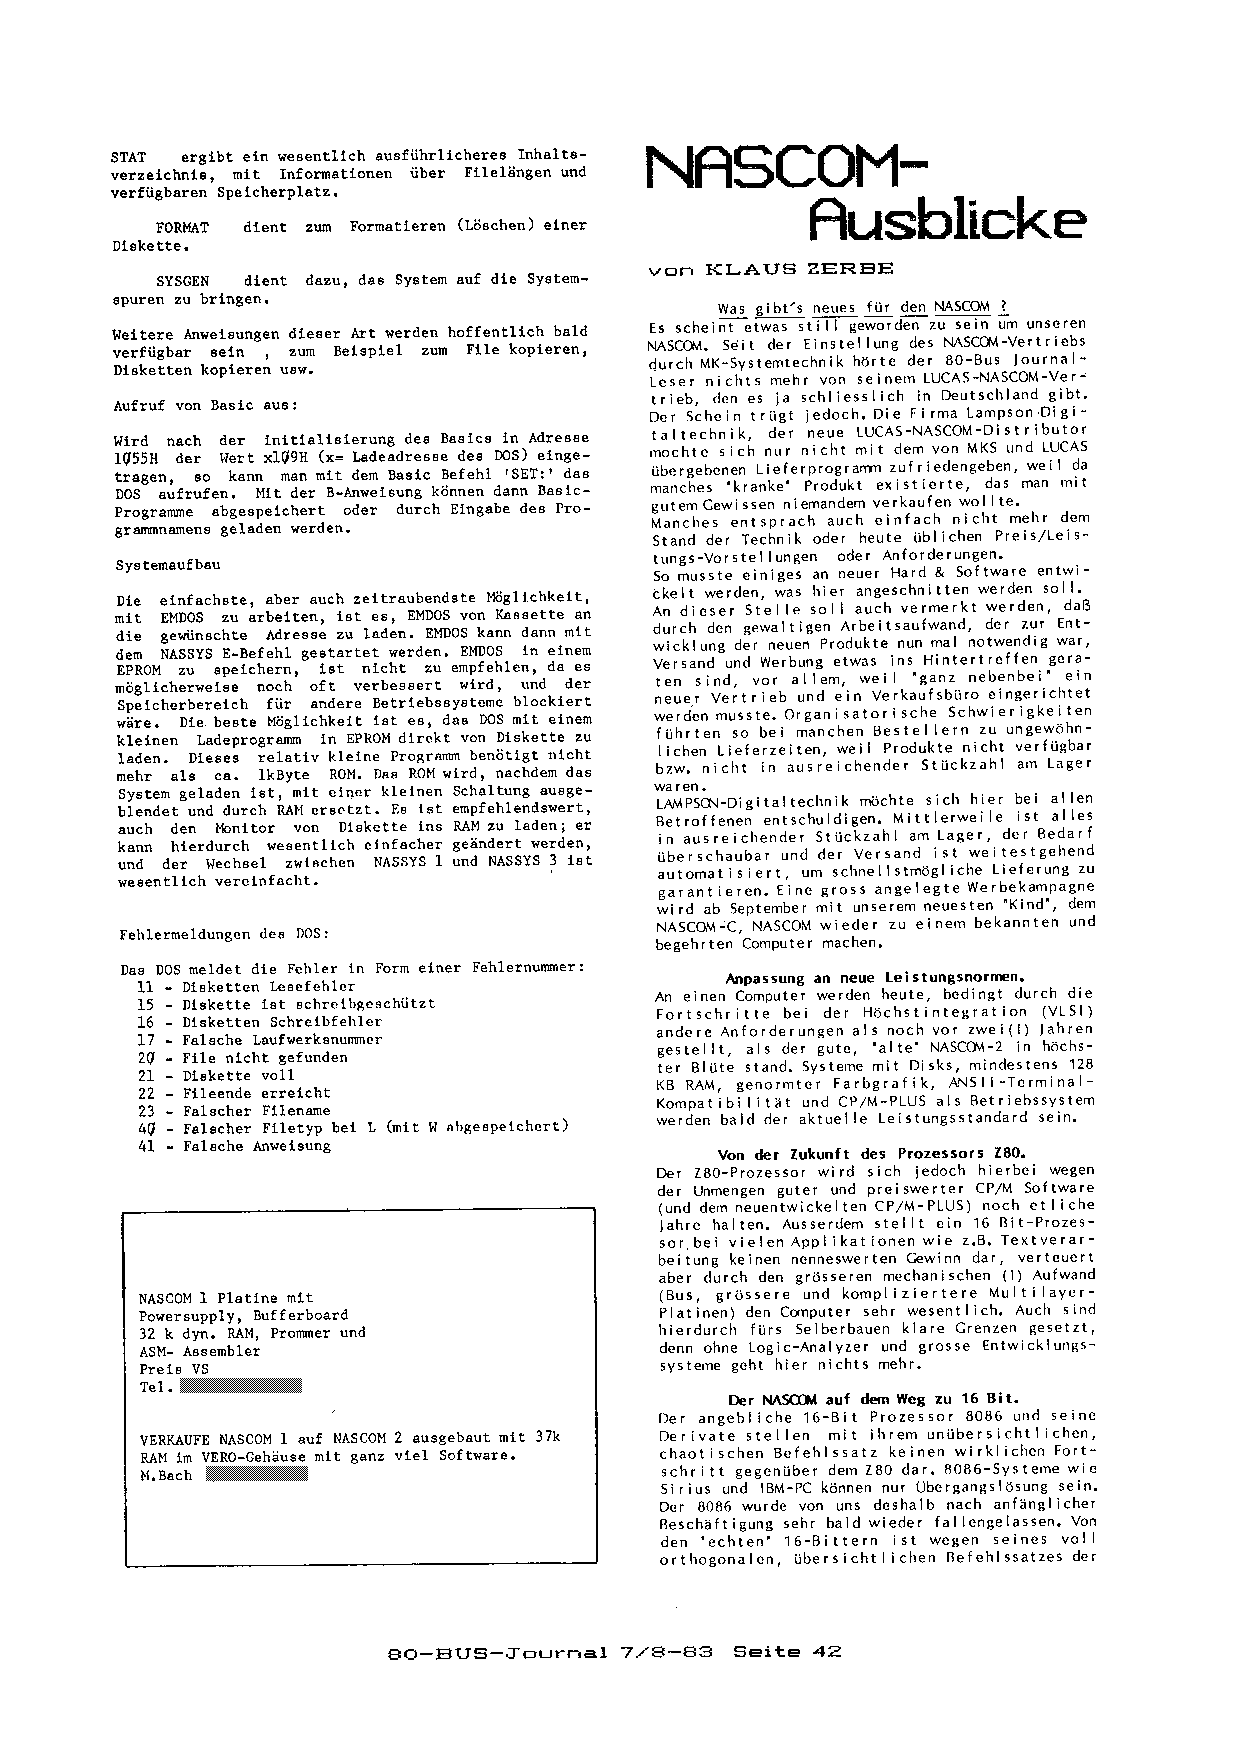 STAT ergibt ein wesentlich ausführlicheres Inhalts-
verzeichnis, mit Informationen über Filelängen und
verfügbaren Speicherplatz.
FORMAT dient zum Formatieren (Löschen) einer
Diskette.
SYSGEN dient dazu, das System auf die System-
spuren zu bringen.
Weitere Anweisungen dieser Art werden hoffentlich bald
verfügbar sein , zum Beispiel zum File kopieren,
Disketten kopieren usw.
Aufruf von Basic aus:
Wird nach der initialisierung des Basics in Adresse
1Ø55H der Wert x1Ø9H (x= Ladeadresse des DOS) einge-
tragen, so kann man mit dem Basic Befehl 'SET:' das
DOS aufrufen. Mit der B-Anweisung können dann Basic-
Programme abgespeichert oder durch Eingabe des Pro-
grammnamens geladen werden.
Systemaufbau
Die einfachste, aber auch zeitraubendste Möglichkeit,
mit EMDOS zu arbeiten, ist es, EMDOS von Kassette an
die gewünschte Adresse zu laden. EMDOS kann dann mit
dem NASSYS E-Befehl gestartet werden. EMDOS in einem
EPROM zu speichern, ist nicht zu empfehlen, da es
möglicherweise noch oft verbessert wird, und der
Speicherbereich für andere Betriebssysteme blockiert
wäre. Die beste Möglichkeit ist es, das DOS mit einem
kleinen Ladeprogramm in EPROM direkt von Diskette zu
laden. Dieses relativ kleine Programm benötigt nicht
mehr als ca. 1kByte ROM. Das ROM wird, nachdem das
System geladen ist, mit einer kleinen Schaltung ausge-
blendet und durch RAM ersetzt. Es ist empfehlendswert,
auch den Monitor von Diskette ins RAM zu laden; er
kann hierdurch wesentlich einfacher geändert werden,
und der Wechsel zwischen NASSYS 1 und NASSYS 3 ist
wesentlich vereinfacht.
Fehlermeldungen des DOS:
Das DOS meldet die Fehler in Form einer Fehlernummer:
11 - Disketten Lesefehler
15 - Diskette ist schreibgeschützt
16 - Disketten Schreibfehler
17 - Falsche Laufwerksnummer
2Ø - File nicht gefunden
21 - Diskette voll
22 - Fileende erreicht
23 - Falscher Filename
4Ø - Falscher Filetyp bei L (mit W abgespeichert)
41 - Falsche Anweisung
NASCOM 1 Platine mit
Powersupply, Bufferboard
32 k dyn. RAM, Prommer und
ASM- Assembler
Preis VS
Tel.
VERKAUFE NASCOM 1 auf NASCOM 2 ausgebaut mit 37k
RAM im VERO-Gehäuse mit ganz viel Software.
M.Bach
NASCOM-
Ausblicke
von KLAUS ZERBE
Was gibt's neues für den NASCOM ?
Es scheint etwas still geworden zu sein um unseren
NASCOM. Seit der Einstellung des NASCOM-Vertriebs
durch MK-Systemtechnik hörte der 80-Bus Journal-
Leser nichts mehr von seinem LUCAS-NASCOM-Ver-
trieb, den es ja schliesslich in Deutschland gibt.
Der Schein trügt jedoch. Die Firma Lampson Digi-
taltechnik, der neue LUCAS-NASCOM-Distributor
mochte sich nur nicht mit dem von MKS und LUCAS
übergebenen Lieferprogramm zufriedengeben, weil da
manches "kranke" Produkt existierte, das man mit
gutem Gewissen niemandem verkaufen wollte.
Manches entsprach auch einfach nicht mehr dem
Stand der Technik oder heute üblichen Preis/Leis-
tungs-Vorstellungen oder Anforderungen.
So musste einiges an neuer Hard & Software entwi-
ckelt werden, was hier angeschnitten werden soll.
An dieser Stelle soll auch vermerkt werden, daß
durch den gewaltigen Arbeitsaufwand, der zur Ent-
wicklung der neuen Produkte nun mal notwendig war,
Versand und Werbung etwas ins Hintertreffen gera-
ten sind, vor allem, weil "ganz nebenbei" ein
neuer Vertrieb und ein Verkaufsbüro eingerichtet
werden musste. Organisatorische Schwierigkeiten
führten so bei manchen Bestellern zu ungewöhn-
lichen Lieferzeiten, weil Produkte nicht verfügbar
bzw. nicht in ausreichender Stückzahl am Lager
waren.
LAMPSON-Digitaltechnik möchte sich hier bei allen
Betroffenen entschuldigen. Mittlerweile ist alles
in ausreichender Stückzahl am Lager, der Bedarf
überschaubar und der Versand ist weitestgehend
automatisiert, um schnellstmögliche Lieferung zu
garantieren. Eine gross angelegte Werbekampagne
wird ab September mit unserem neuesten "Kind", dem
NASCOM-C, NASCOM wieder zu einem bekannten und
begehrten Computer machen.
Anpassung an neue Leistungsnormen.
An einen Computer werden heute, bedingt durch die
Fortschritte bei der Höchstintegration (VLSI)
andere Anforderungen als noch vor zwei(!) Jahren
gestellt, als der gute, "alte" NASCOM-2 in höchs-
ter Blüte stand. Systeme mit Disks, mindestens 128
KB RAM, genormter Farbgrafik, ANSIi-Terminal-
Kompatibilität und CP/M-PLUS als Betriebssystem
werden bald der aktuelle Leistungsstandard sein.
Von der Zukunft des Prozessors Z80.
Der Z80-Prozessor wird sich jedoch hierbei wegen
der Unmengen guter und preiswerter CP/M Software
(und dem neuentwickelten CP/M-PLUS) noch etliche
Jahre halten. Ausserdem stellt ein 16 Bit-Prozes-
sor bei vielen Applikationen wie z.B. Textverar-
beitung keinen nenneswerten Gewinn dar, verteuert
aber durch den grösseren mechanischen (!) Aufwand
(Bus, grössere und kompliziertere Multilayer-
Platinen) den Computer sehr wesentlich. Auch sind
hierdurch fürs Selberbauen klare Grenzen gesetzt,
denn ohne Logic-Analyzer und grosse Entwicklungs-
systeme geht hier nichts mehr.
Der NASCOM auf dem Weg zu 16 Bit.
Der angebliche 16-Bit Prozessor 8086 und seine
Derivate stellen mit ihrem unübersichtlichen,
chaotischen Befehlssatz keinen wirklichen Fort-
schritt gegenüber dem Z80 dar. 8086-Systeme wie
Sirius und IBM-PC können nur Übergangslösung sein.
Der 8086 wurde von uns deshalb nach anfänglicher
Beschäftigung sehr bald wieder fallengelassen. Von
den "echten" 16-Bittern ist wegen seines voll
orthogonalen, übersichtlichen Befehlssatzes der
80-BUS-Journal 7/8-83 Seite 42